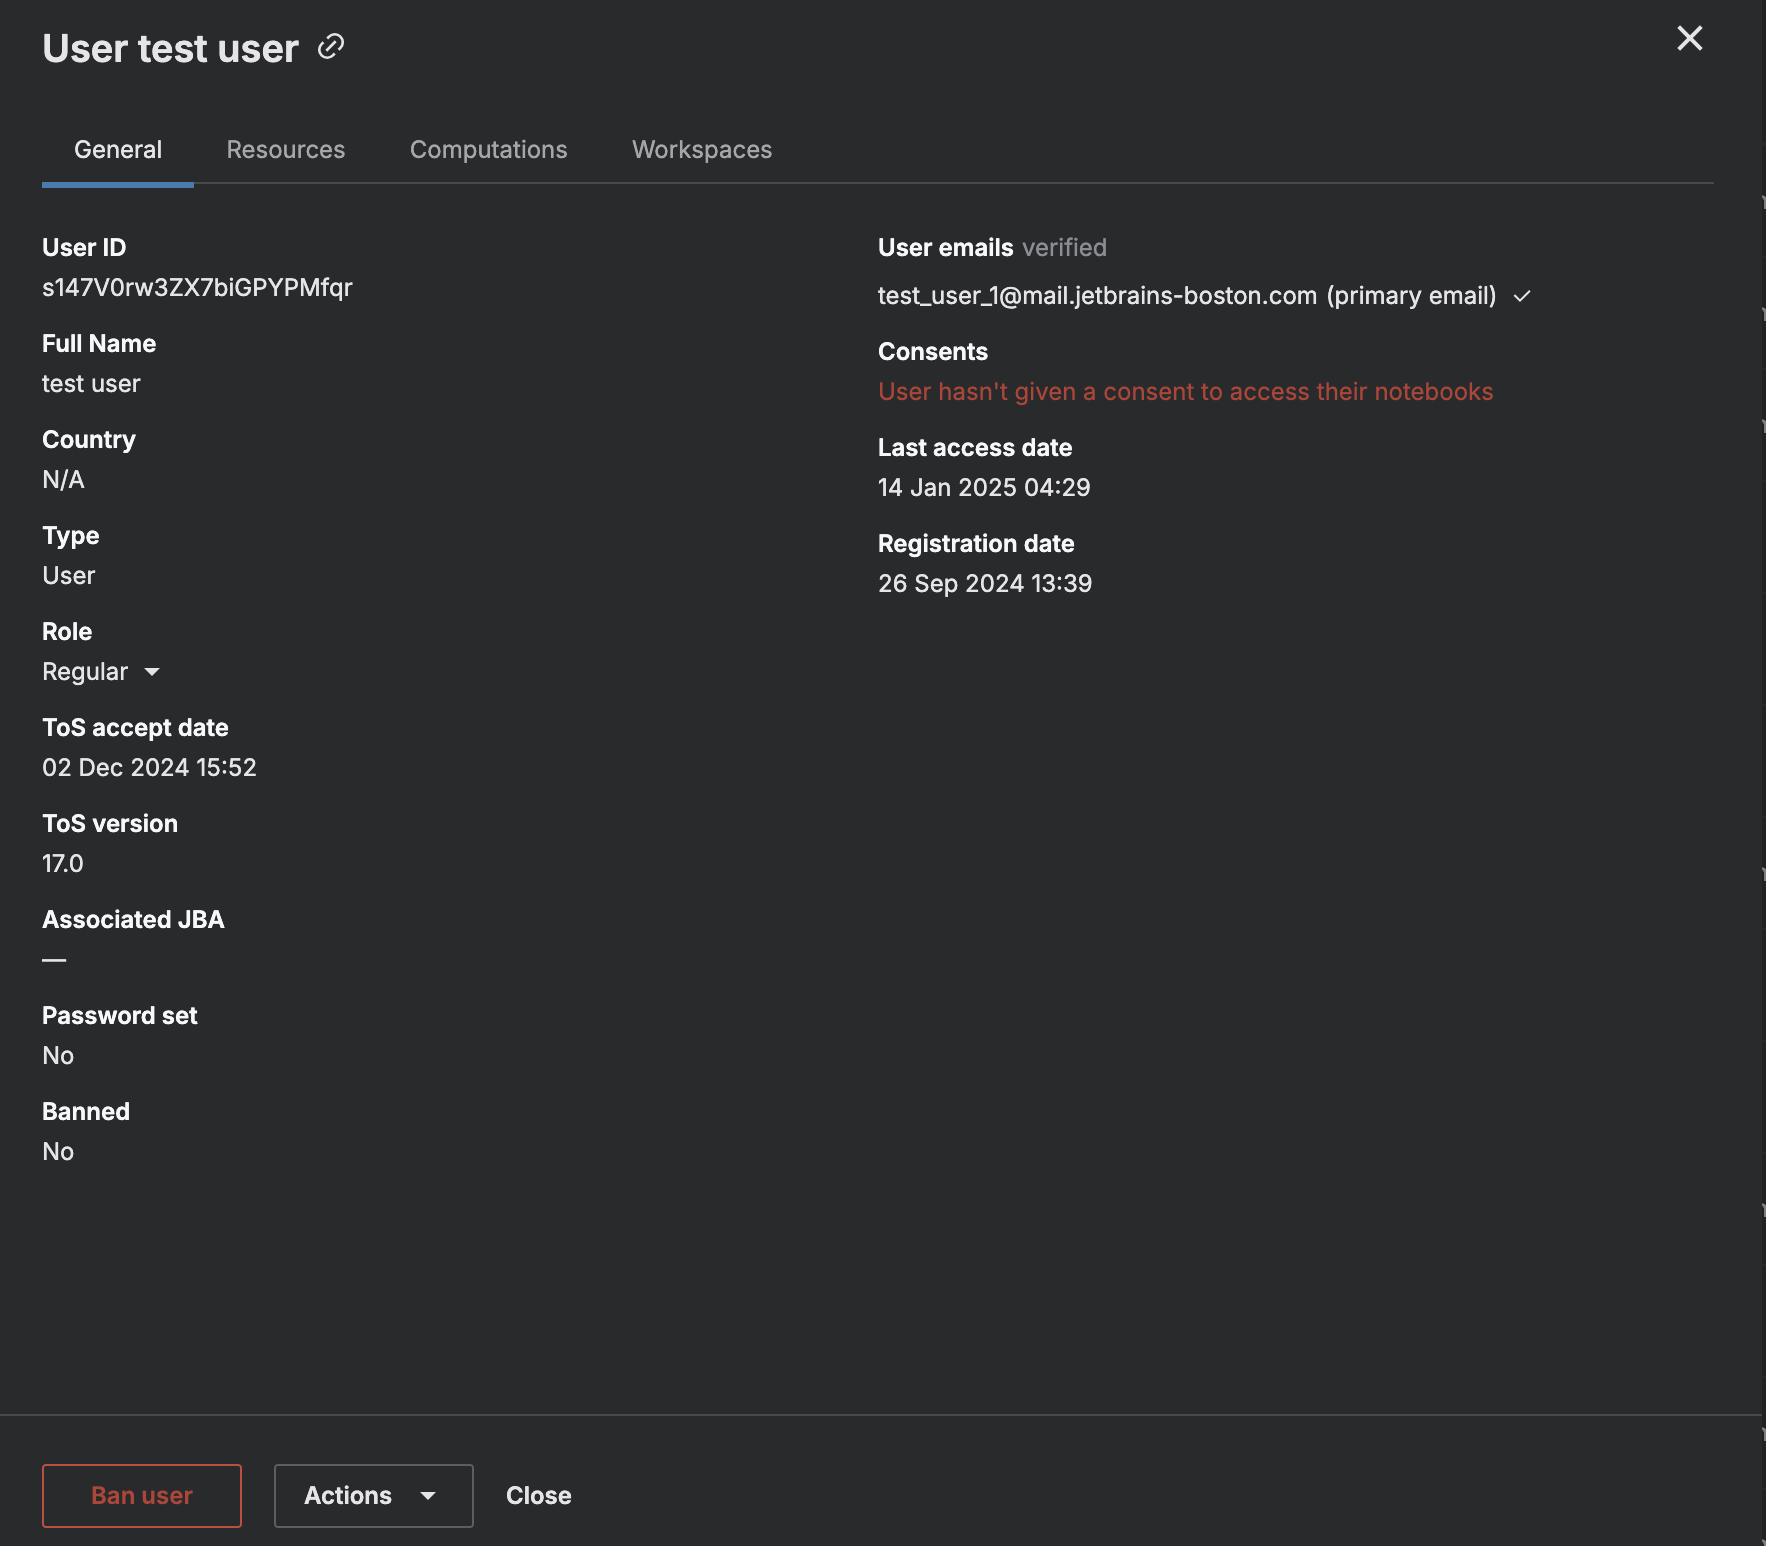 User test user
General
Resources
Computations
Workspaces
User ID
s147V0rw3ZX7biGPYPMfqr
Full Name
test user
Country
N/A
Type
User
Role
Regular
ToS accept date
02 Dec 2024 15:52
ToS version
17.0
Associated JBA
—
Password set
No
Banned
No
User emails verified
test_user_1@mail.jetbrains-boston.com (primary email)
Consents
User hasn't given a consent to access their notebooks
Last access date
14 Jan 2025 04:29
Registration date
26 Sep 2024 13:39
Ban user
Actions
Close